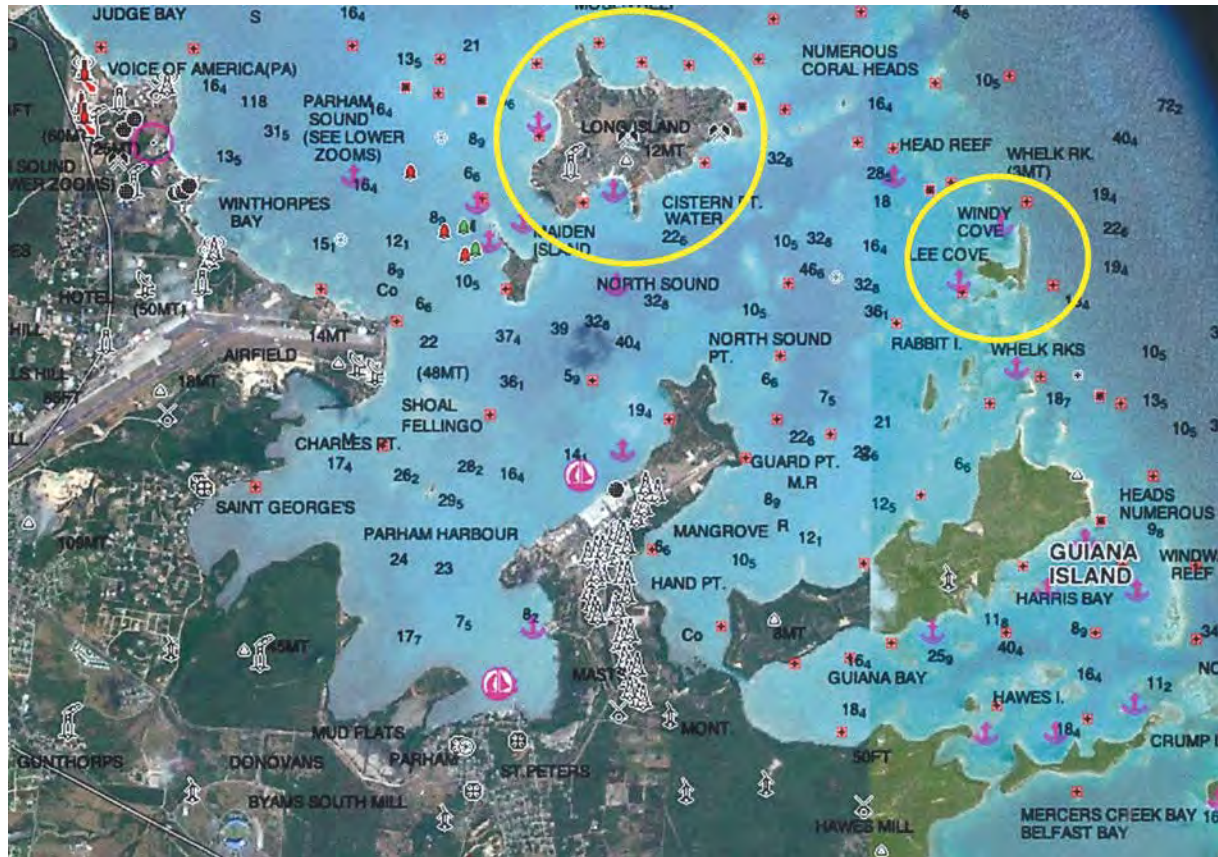 JUDGE BAY
S
16₄
21
4₆
VOICE OF AMERICA(PA)
13₅
NUMEROUS
CORAL HEADS
10₅
16₄
118
PARHAM
SOUND
(SEE LOWER
ZOOMS)
16₄
16₄
72₂
31₅
8₉
LONG ISLAND
12MT
40₄
(26MT)
13₅
32₈
HEAD REEF
WHELK RK.
(3MT)
16₄
6₆
28₅
19₄
WINTHORPES
BAY
CISTERN PT.
WATER
18
WINDY
COVE
8₂
MAIDEN
ISLAND
22₆
22₆
15₁
12₁
10₅
32₈
16₄
LEE COVE
19₄
8₉
10₅
NORTH SOUND
46₆
32₈
HOTEL
(50MT)
Co
6₆
32₈
10₅
36₁
14MT
22
37₄
39
32₈
40₄
NORTH SOUND
PT.
RABBIT I.
WHELK RKS
10₅
AIRFIELD
18MT
(48MT)
36₁
5₉
6₆
7₅
18₇
13₅
SHOAL
FELLINGO
19₄
22₆
21
10₅
CHARLES PT.
17₄
26₂
28₂
16₄
14₁
GUARD PT.
M.R
6₆
SAINT GEORGE'S
29₅
8₉
12₅
HEADS
NUMEROUS
9₈
109MT
PARHAM HARBOUR
MANGROVE
R
12₁
24
23
6₆
10₅
GUIANA
ISLAND
REEF
HAND PT.
HARRIS BAY
7₅
8₂
17₇
Co
8MT
11₈
8₉
40₄
45MT
MASTS
16₄
GUIANA BAY
25₉
16₄
11₂
HAWES I.
18₄
18₄
MUD FLATS
MONT.
GUNTHORPS
DONOVANS
PARHAM
ST.PETERS
50FT
BYAMS SOUTH MILL
HAWES MILL
MERCERS CREEK BAY
BELFAST BAY